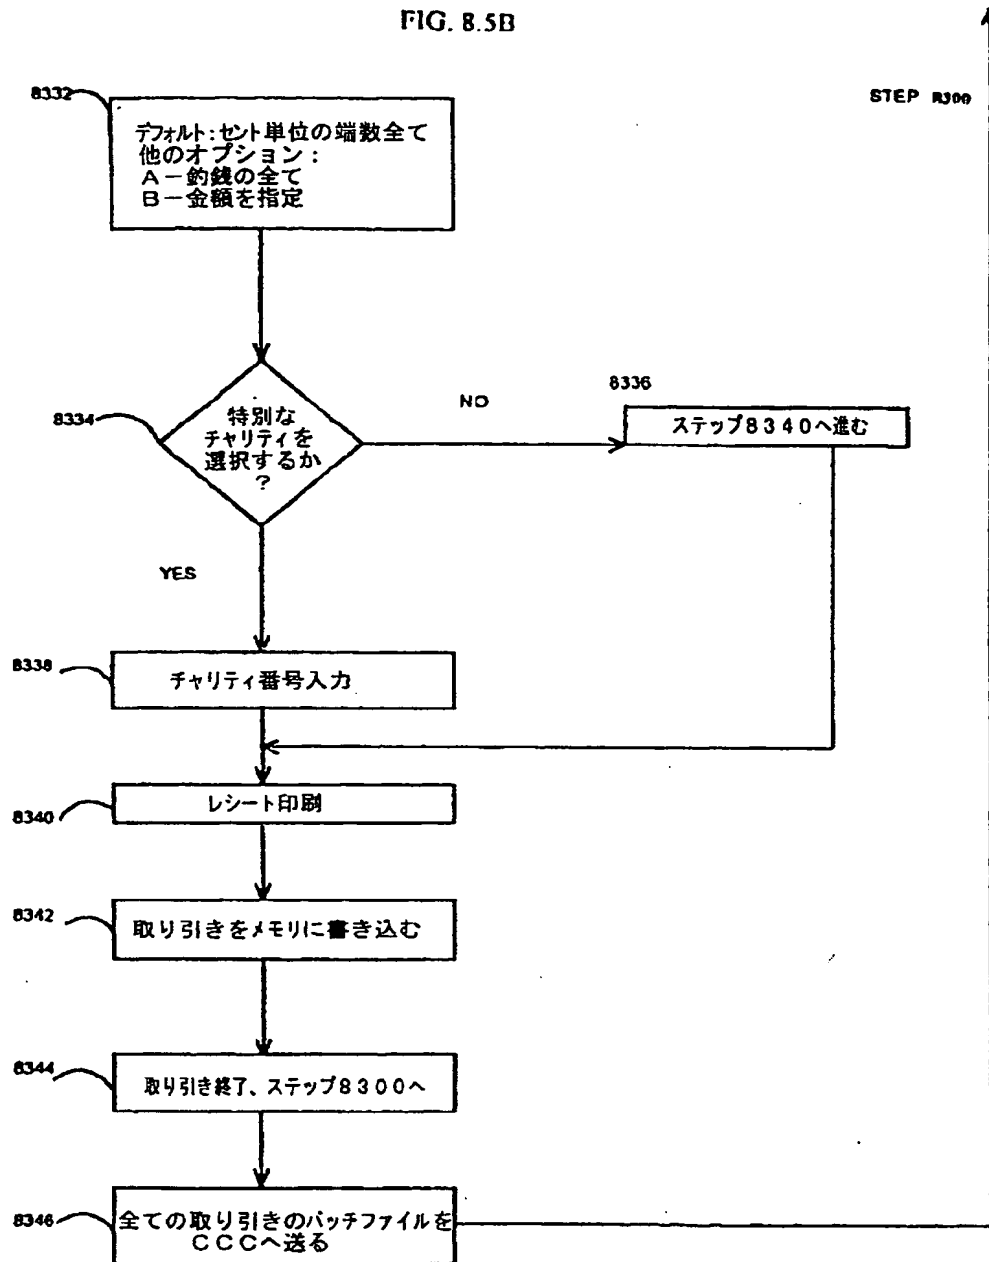 FIG. 8.5B
8332
STEP 8300
デフォルト:セント単位の端数全て
他のオプション:
A－釣銭の全て
B－金額を指定
8334
特別な
チャリティを
選択するか
?
NO
8336
ステップ8340へ進む
YES
8338
チャリティ番号入力
8340
レシート印刷
8342
取り引きをメモリに書き込む
8344
取り引き終了、ステップ8300へ
8346
全ての取り引きのバッチファイルを
CCCへ送る